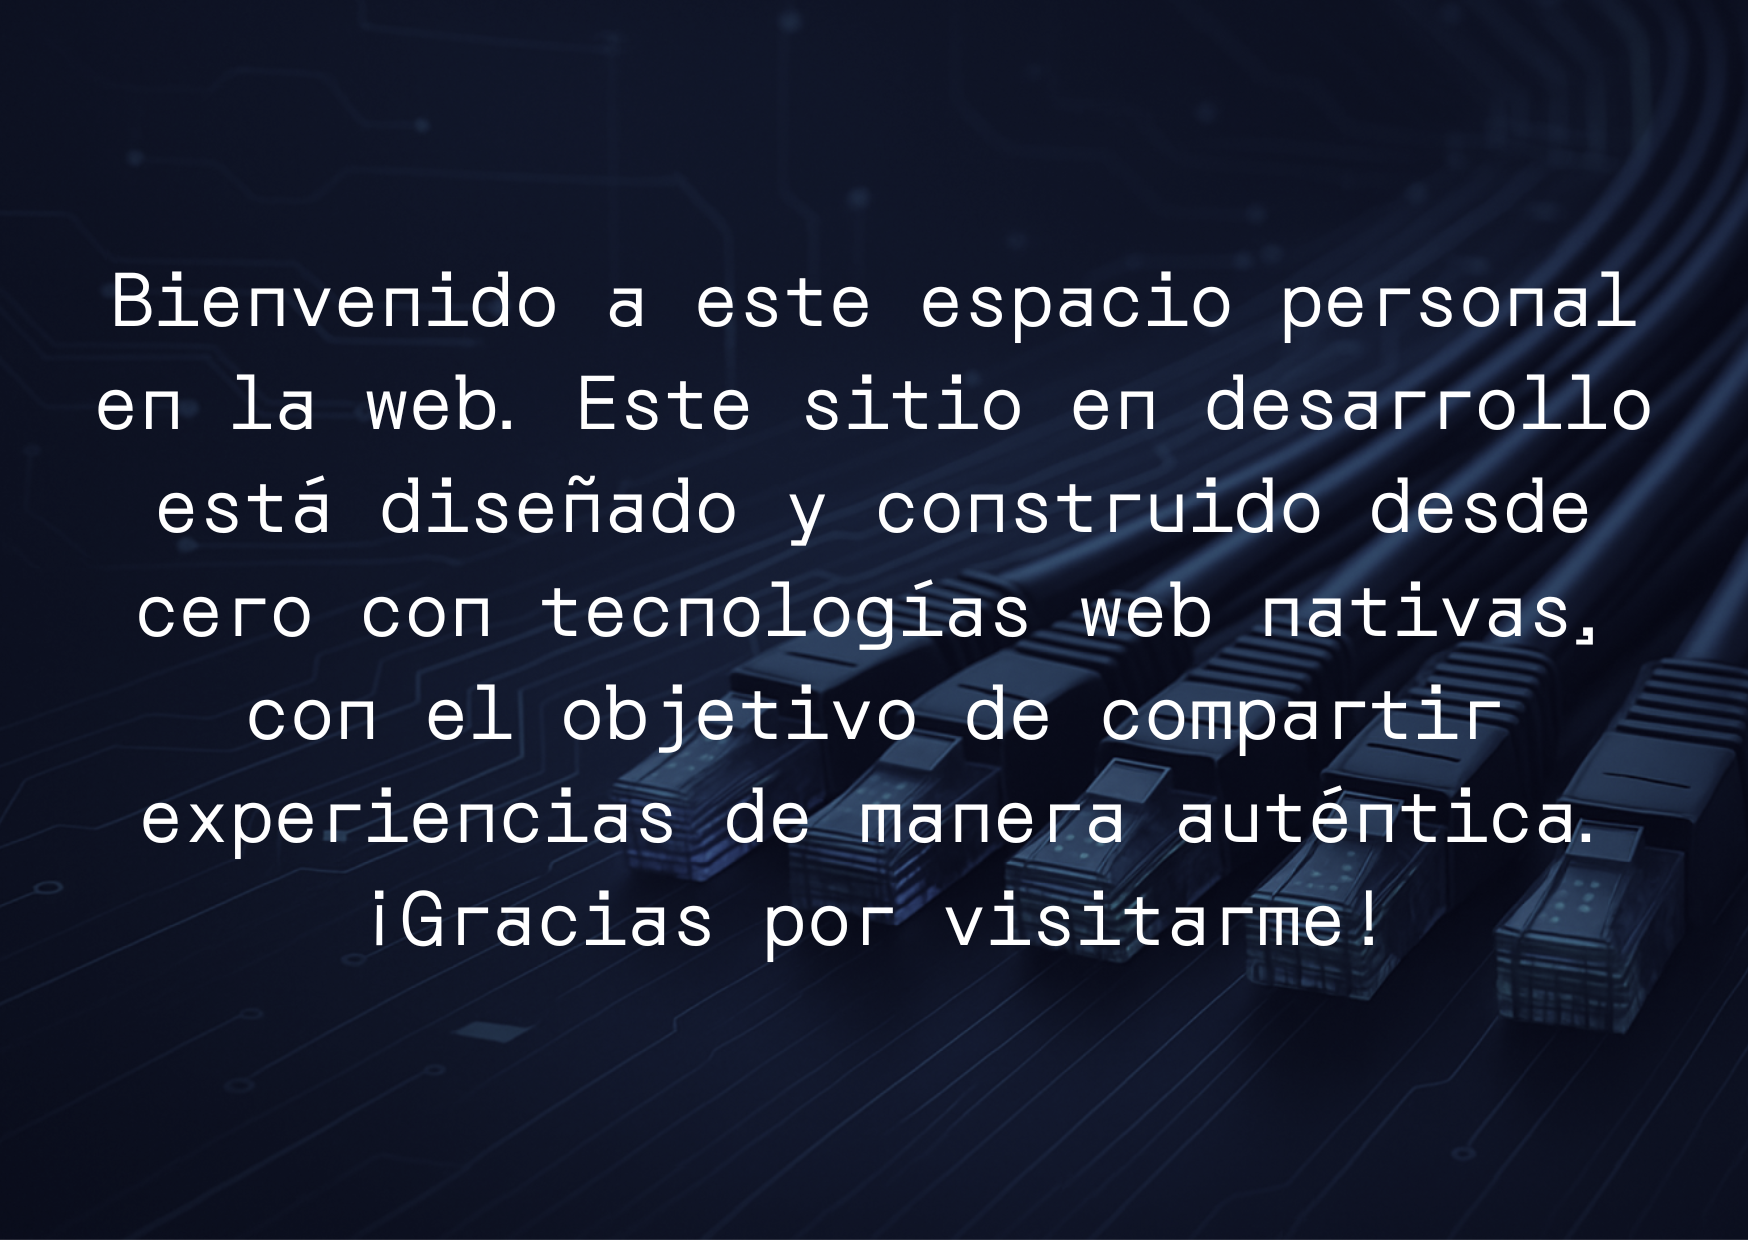 Bienvenido a este espacio personal
en la web. Este sitio en desarrollo
está diseñado y construido desde
cero con tecnologías web nativas,
con el objetivo de compartir
experiencias de manera auténtica.
¡Gracias por visitarme!